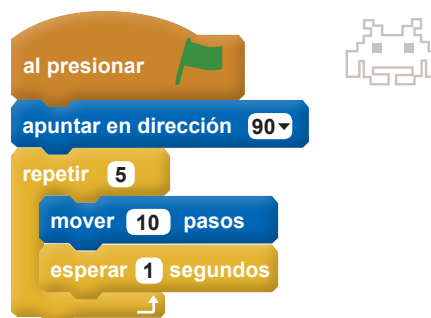 al presionar
apuntar en dirección 90
repetir 5
mover 10 pasos
esperar 1 segundos